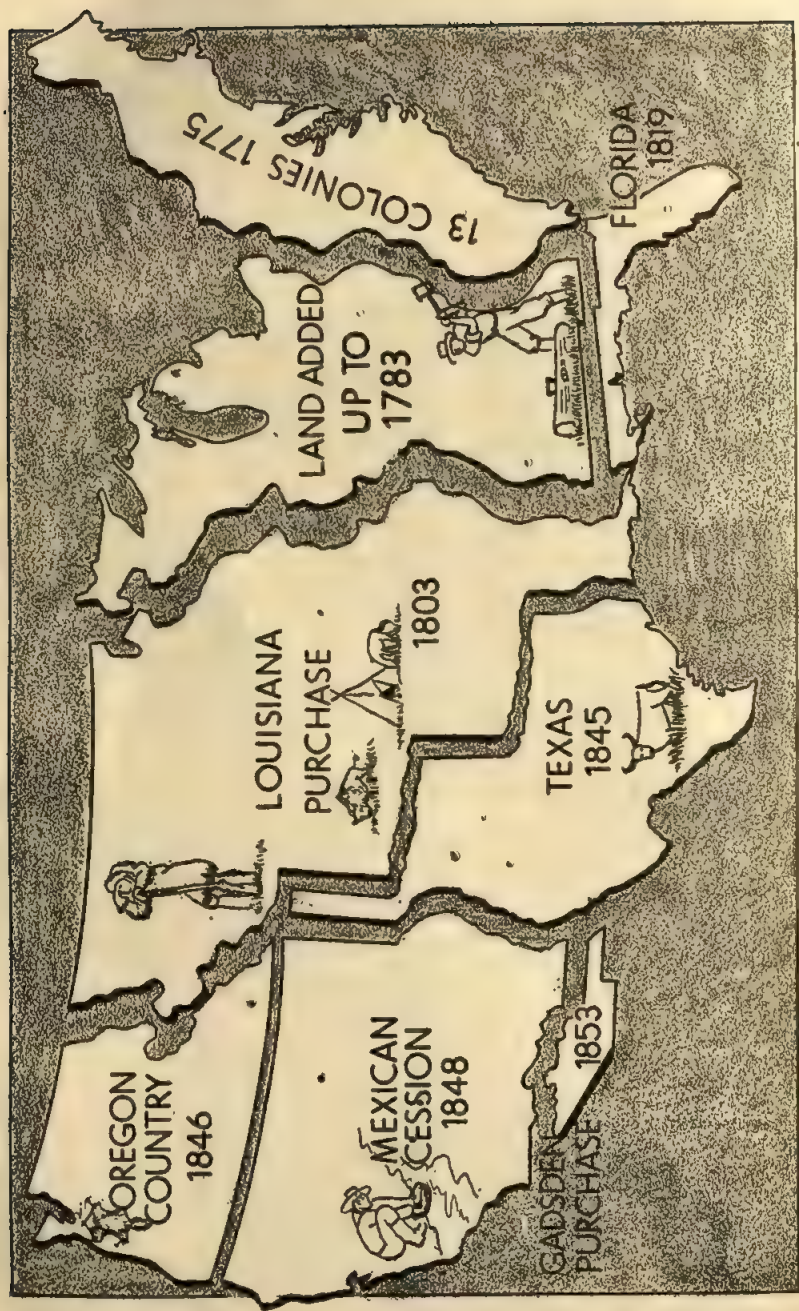 OREGON
COUNTRY
1846
MEXICAN
CESSION
1848
GADSDEN
PURCHASE
1853
LOUISIANA
PURCHASE
1803
TEXAS
1845
LAND ADDED
UP TO
1783
13 COLONIES 1775
FLORIDA
1819